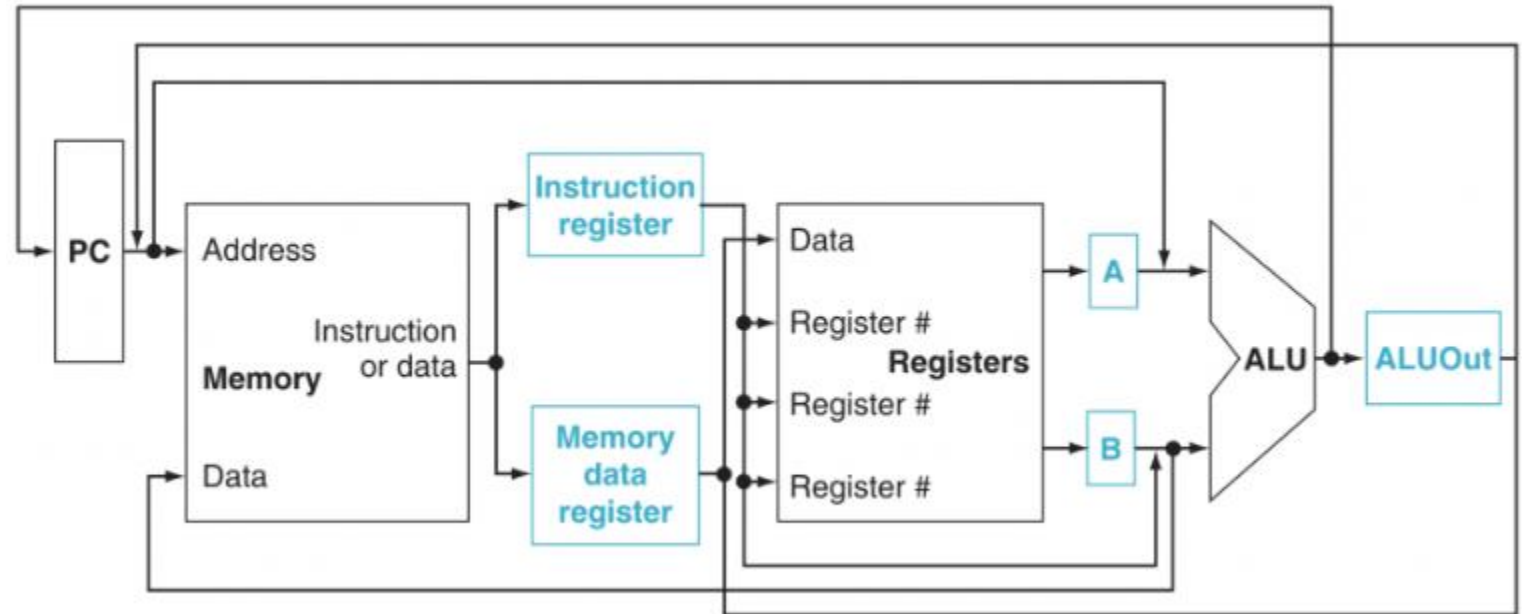 PC
Address
Instruction
or data
Memory
Data
Instruction
register
Memory
data
register
Data
Register #
Registers
Register #
Register #
A
B
ALU
ALUOut